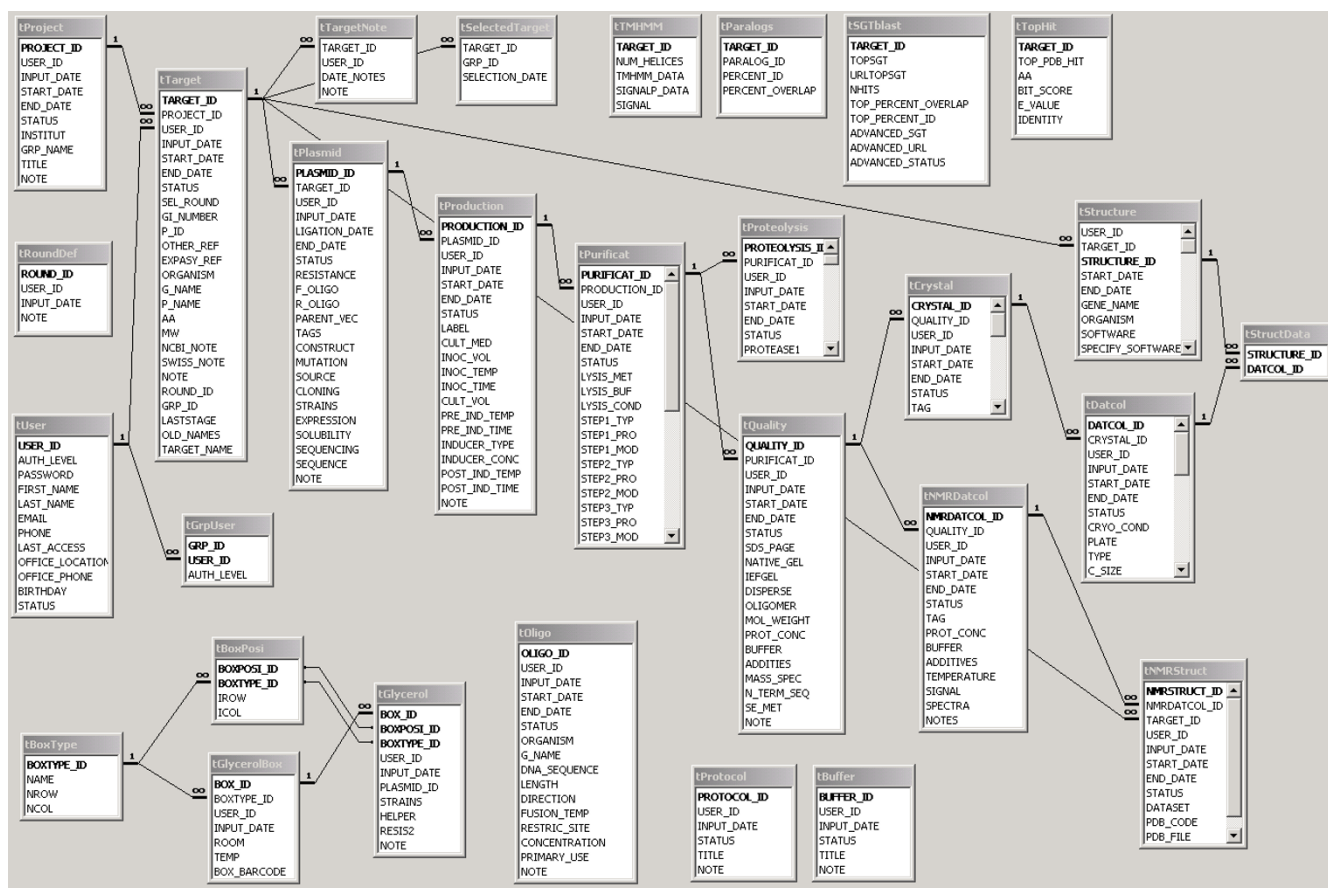 tProject
PROJECT_ID
USER_ID
INPUT_DATE
START_DATE
END_DATE
STATUS
INSTITUT
GRP_NAME
TITLE
NOTE
tTarget
TARGET_ID
PROJECT_ID
USER_ID
INPUT_DATE
START_DATE
END_DATE
STATUS
SEL_ROUND
GI_NUMBER
P_ID
OTHER_REF
EXPASY_REF
ORGANISM
G_NAME
P_NAME
AA
MW
NCBI_NOTE
SWISS_NOTE
NOTE
ROUND_ID
GRP_ID
LASTSTAGE
OLD_NAMES
TARGET_NAME
tTargetNote
TARGET_ID
USER_ID
DATE_NOTES
NOTE
tSelectedTarget
TARGET_ID
GRP_ID
SELECTION_DATE
tTMHMM
TARGET_ID
NUM_HELICES
TMHMM_DATA
SIGNALP_DATA
SIGNAL
tParalogs
TARGET_ID
PARALOG_ID
PERCENT_ID
PERCENT_OVERLAP
tSGTblast
TARGET_ID
TOPSGT
URLTOPSGT
NHITS
TOP_PERCENT_OVERLAP
TOP_PERCENT_ID
ADVANCED_SGT
ADVANCED_URL
ADVANCED_STATUS
tTopHit
TARGET_ID
TOP_PDB_HIT
AA
BIT_SCORE
E_VALUE
IDENTITY
tRoundDef
ROUND_ID
USER_ID
INPUT_DATE
NOTE
tPlasmid
PLASMID_ID
TARGET_ID
USER_ID
INPUT_DATE
LIGATION_DATE
END_DATE
STATUS
RESISTANCE
F_OLIGO
R_OLIGO
PARENT_VEC
TAGS
CONSTRUCT
MUTATION
SOURCE
CLONING
STRAINS
EXPRESSION
SOLUBILITY
SEQUENCING
SEQUENCE
NOTE
tProduction
PRODUCTION_ID
PLASMID_ID
USER_ID
INPUT_DATE
START_DATE
END_DATE
STATUS
LABEL
CULT_MED
INOC_VOL
INOC_TEMP
INOC_TIME
CULT_VOL
PRE_IND_TEMP
PRE_IND_TIME
INDUCER_TYPE
INDUCER_CONC
POST_IND_TEMP
POST_IND_TIME
NOTE
tPurificat
PURIFICAT_ID
PRODUCTION_ID
USER_ID
INPUT_DATE
START_DATE
END_DATE
STATUS
LYSIS_MET
LYSIS_BUF
LYSIS_COND
STEP1_TYP
STEP1_PRO
STEP1_MOD
STEP2_TYP
STEP2_PRO
STEP2_MOD
STEP3_TYP
STEP3_PRO
STEP3_MOD
tProteolysis
PROTEOLYSIS_I
PURIFICAT_ID
USER_ID
INPUT_DATE
START_DATE
END_DATE
STATUS
PROTEASE1
tCrystal
CRYSTAL_ID
QUALITY_ID
USER_ID
INPUT_DATE
START_DATE
END_DATE
STATUS
TAG
tStructure
USER_ID
TARGET_ID
STRUCTURE_ID
START_DATE
END_DATE
GENE_NAME
ORGANISM
SOFTWARE
SPECIFY_SOFTWARE
tStructData
STRUCTURE_ID
DATCOL_ID
tUser
USER_ID
AUTH_LEVEL
PASSWORD
FIRST_NAME
LAST_NAME
EMAIL
PHONE
LAST_ACCESS
OFFICE_LOCATION
OFFICE_PHONE
BIRTHDAY
STATUS
tGrpUser
GRP_ID
USER_ID
AUTH_LEVEL
tQuality
QUALITY_ID
PURIFICAT_ID
USER_ID
INPUT_DATE
START_DATE
END_DATE
STATUS
SDS_PAGE
NATIVE_GEL
IEFGEL
DISPERSE
OLIGOMER
MOL_WEIGHT
PROT_CONC
BUFFER
ADDITIES
MASS_SPEC
N_TERM_SEQ
SE_MET
NOTE
tNMRDatcol
NMRDATCOL_ID
QUALITY_ID
USER_ID
INPUT_DATE
START_DATE
END_DATE
STATUS
TAG
PROT_CONC
BUFFER
ADDITIVES
TEMPERATURE
SIGNAL
SPECTRA
NOTES
tDatcol
DATCOL_ID
CRYSTAL_ID
USER_ID
INPUT_DATE
START_DATE
END_DATE
STATUS
CRYO_COND
PLATE
TYPE
C_SIZE
tBoxType
BOXTYPE_ID
NAME
NROW
NCOL
tBoxPosi
BOXPOSI_ID
BOXTYPE_ID
IROW
ICOL
tGlycerolBox
BOX_ID
BOXTYPE_ID
USER_ID
INPUT_DATE
ROOM
TEMP
BOX_BARCODE
tGlycerol
BOX_ID
BOXPOSI_ID
BOXTYPE_ID
USER_ID
INPUT_DATE
PLASMID_ID
STRAINS
HELPER
RESIS2
NOTE
tOligo
OLIGO_ID
USER_ID
INPUT_DATE
START_DATE
END_DATE
STATUS
ORGANISM
G_NAME
DNA_SEQUENCE
LENGTH
DIRECTION
FUSION_TEMP
RESTRIC_SITE
CONCENTRATION
PRIMARY_USE
NOTE
tProtocol
PROTOCOL_ID
USER_ID
INPUT_DATE
STATUS
TITLE
NOTE
tBuffer
BUFFER_ID
USER_ID
INPUT_DATE
STATUS
TITLE
NOTE
tNMRStruct
NMRSTRUCT_ID
NMRDATCOL_ID
TARGET_ID
USER_ID
INPUT_DATE
START_DATE
END_DATE
STATUS
DATASET
PDB_CODE
PDB_FILE